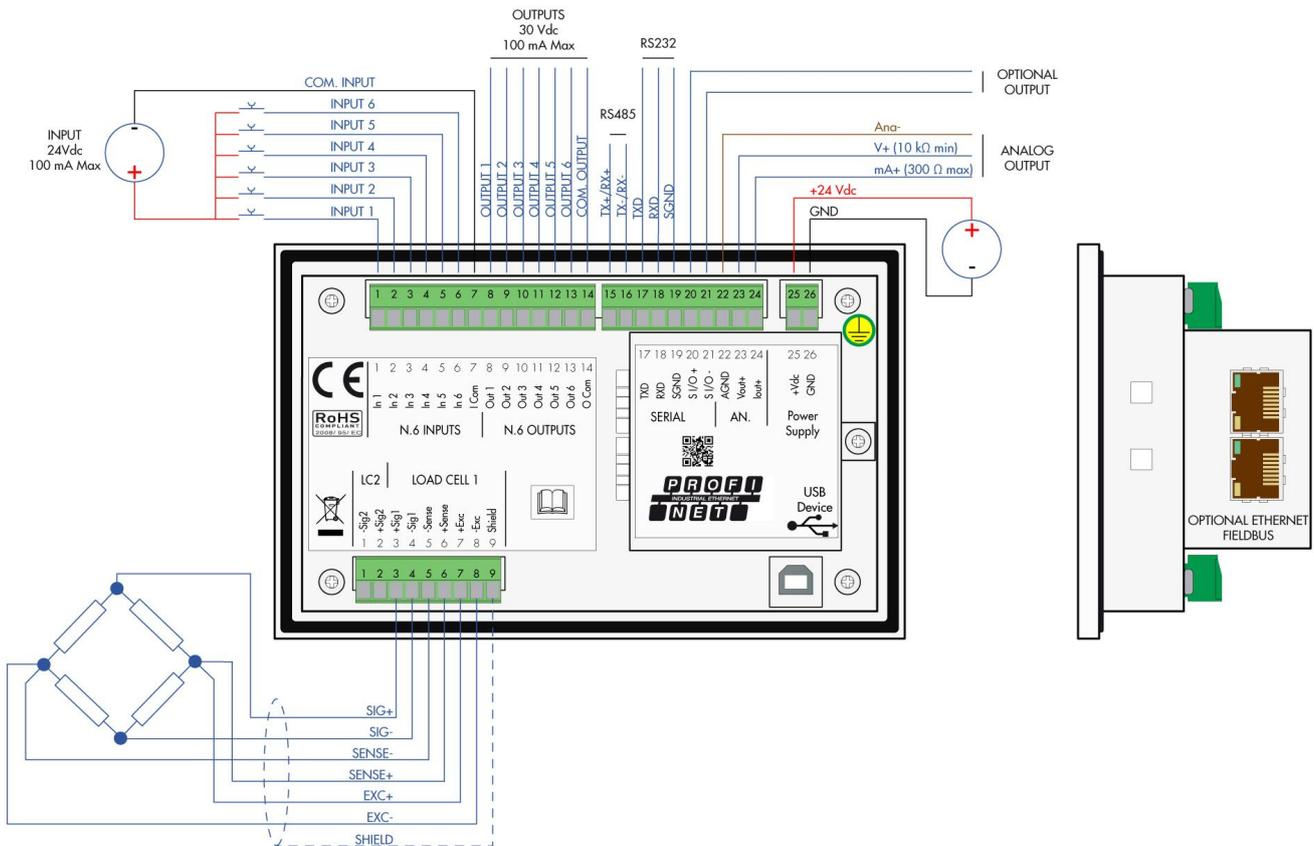 OUTPUTS
30 Vdc
100 mA Max
RS232
COM. INPUT
INPUT 6
INPUT 5
INPUT 4
INPUT 3
INPUT 2
INPUT 1
INPUT
24Vdc
100 mA Max
-
+
OUTPUT 1
OUTPUT 2
OUTPUT 3
OUTPUT 4
OUTPUT 5
OUTPUT 6
COM. OUTPUT
RS485
TX+/RX+
TX-/RX-
TXD
RXD
SGND
OPTIONAL
OUTPUT
Ana-
V+ (10 kΩ min)
mA+ (300 Ω max)
ANALOG
OUTPUT
+24 Vdc
GND
+
-
1 2 3 4 5 6 7 8 9 10 11 12 13 14
15 16 17 18 19 20 21 22 23 24
25 26
CE
RoHS
COMPLIANT
2008/95/EC
1 2 3 4 5 6 7 8 9 10 11 12 13 14
In 1
In 2
In 3
In 4
In 5
In 6
I Com
Out 1
Out 2
Out 3
Out 4
Out 5
Out 6
O Com
N.6 INPUTS
N.6 OUTPUTS
17 18 19 20 21 22 23 24
25 26
TXD
RXD
SGND
S I/O +
S I/O -
AGND
Vout+
Iout+
+Vdc
GND
SERIAL
AN.
Power
Supply
PROFI
INDUSTRIAL ETHERNET
NET
USB
Device
LC2
LOAD CELL 1
-Sig2
+Sig2
+Sig1
-Sig1
-Sense
+Sense
+Exc
-Exc
Shield
1 2 3 4 5 6 7 8 9
1 2 3 4 5 6 7 8 9
OPTIONAL ETHERNET
FIELDBUS
SIG+
SIG-
SENSE-
SENSE+
EXC+
EXC-
SHIELD